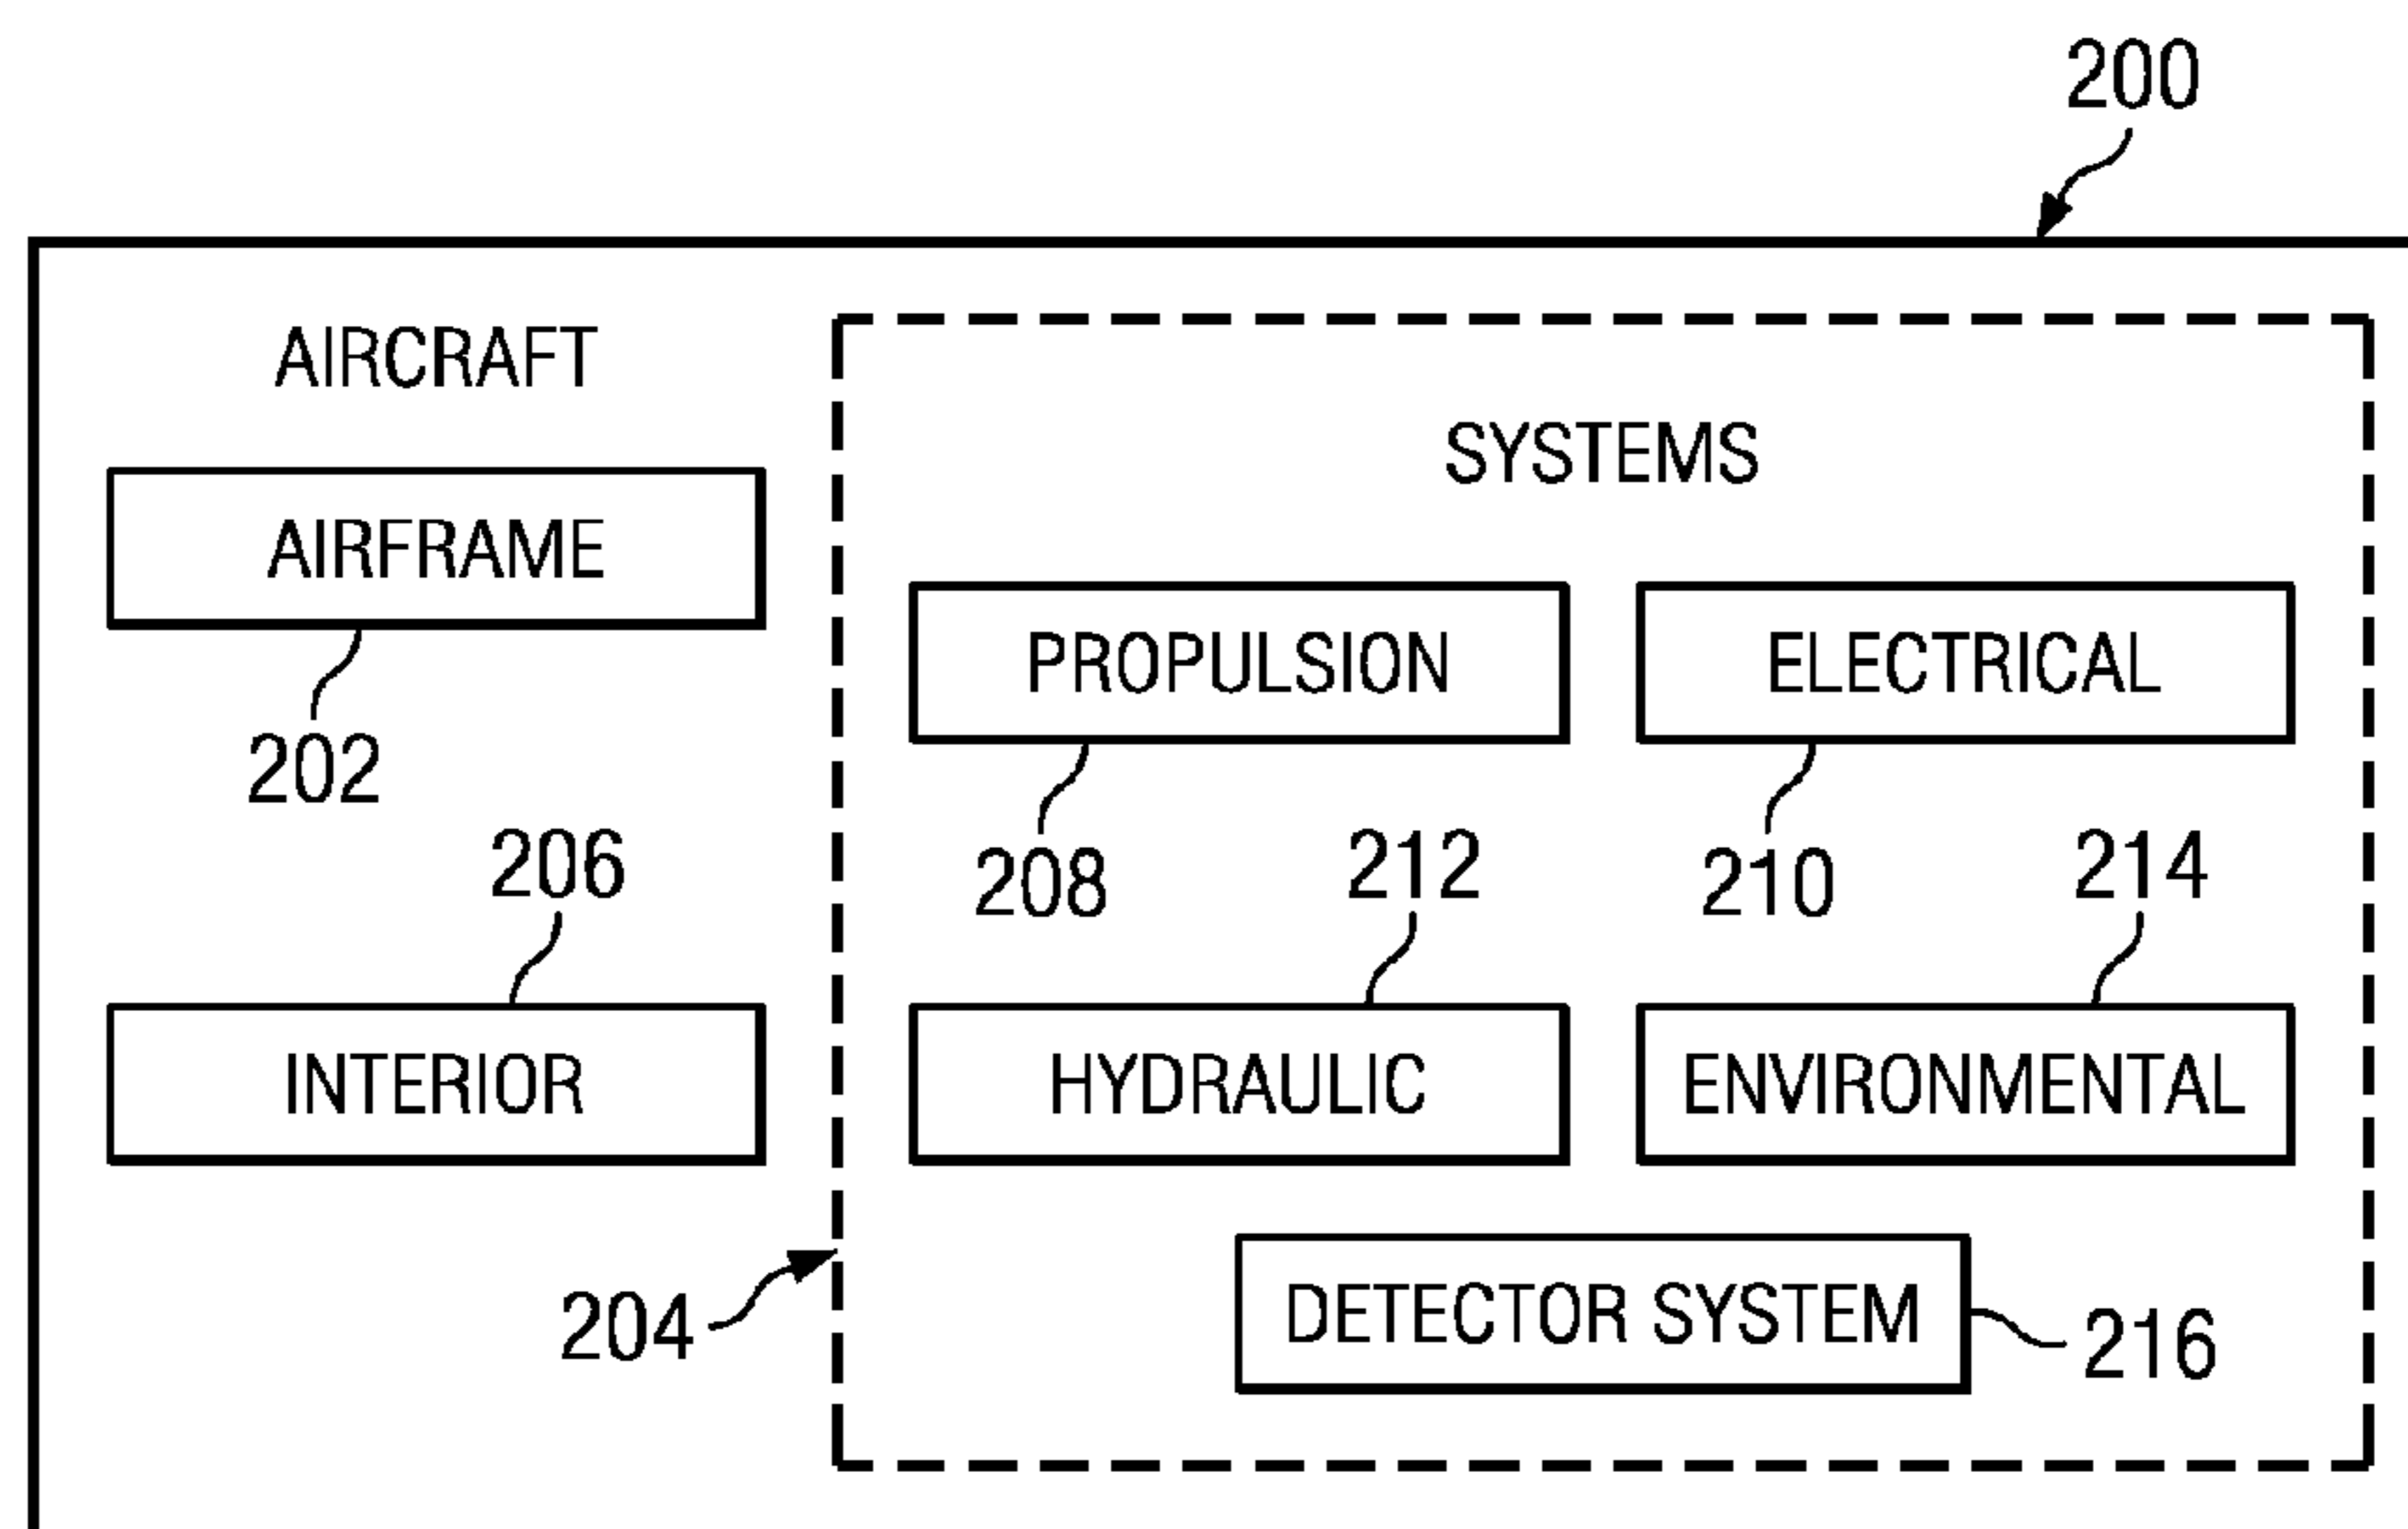 200
AIRCRAFT
SYSTEMS
AIRFRAME
202
PROPULSION
ELECTRICAL
208
210
206
212
214
INTERIOR
HYDRAULIC
ENVIRONMENTAL
204
DETECTOR SYSTEM
216